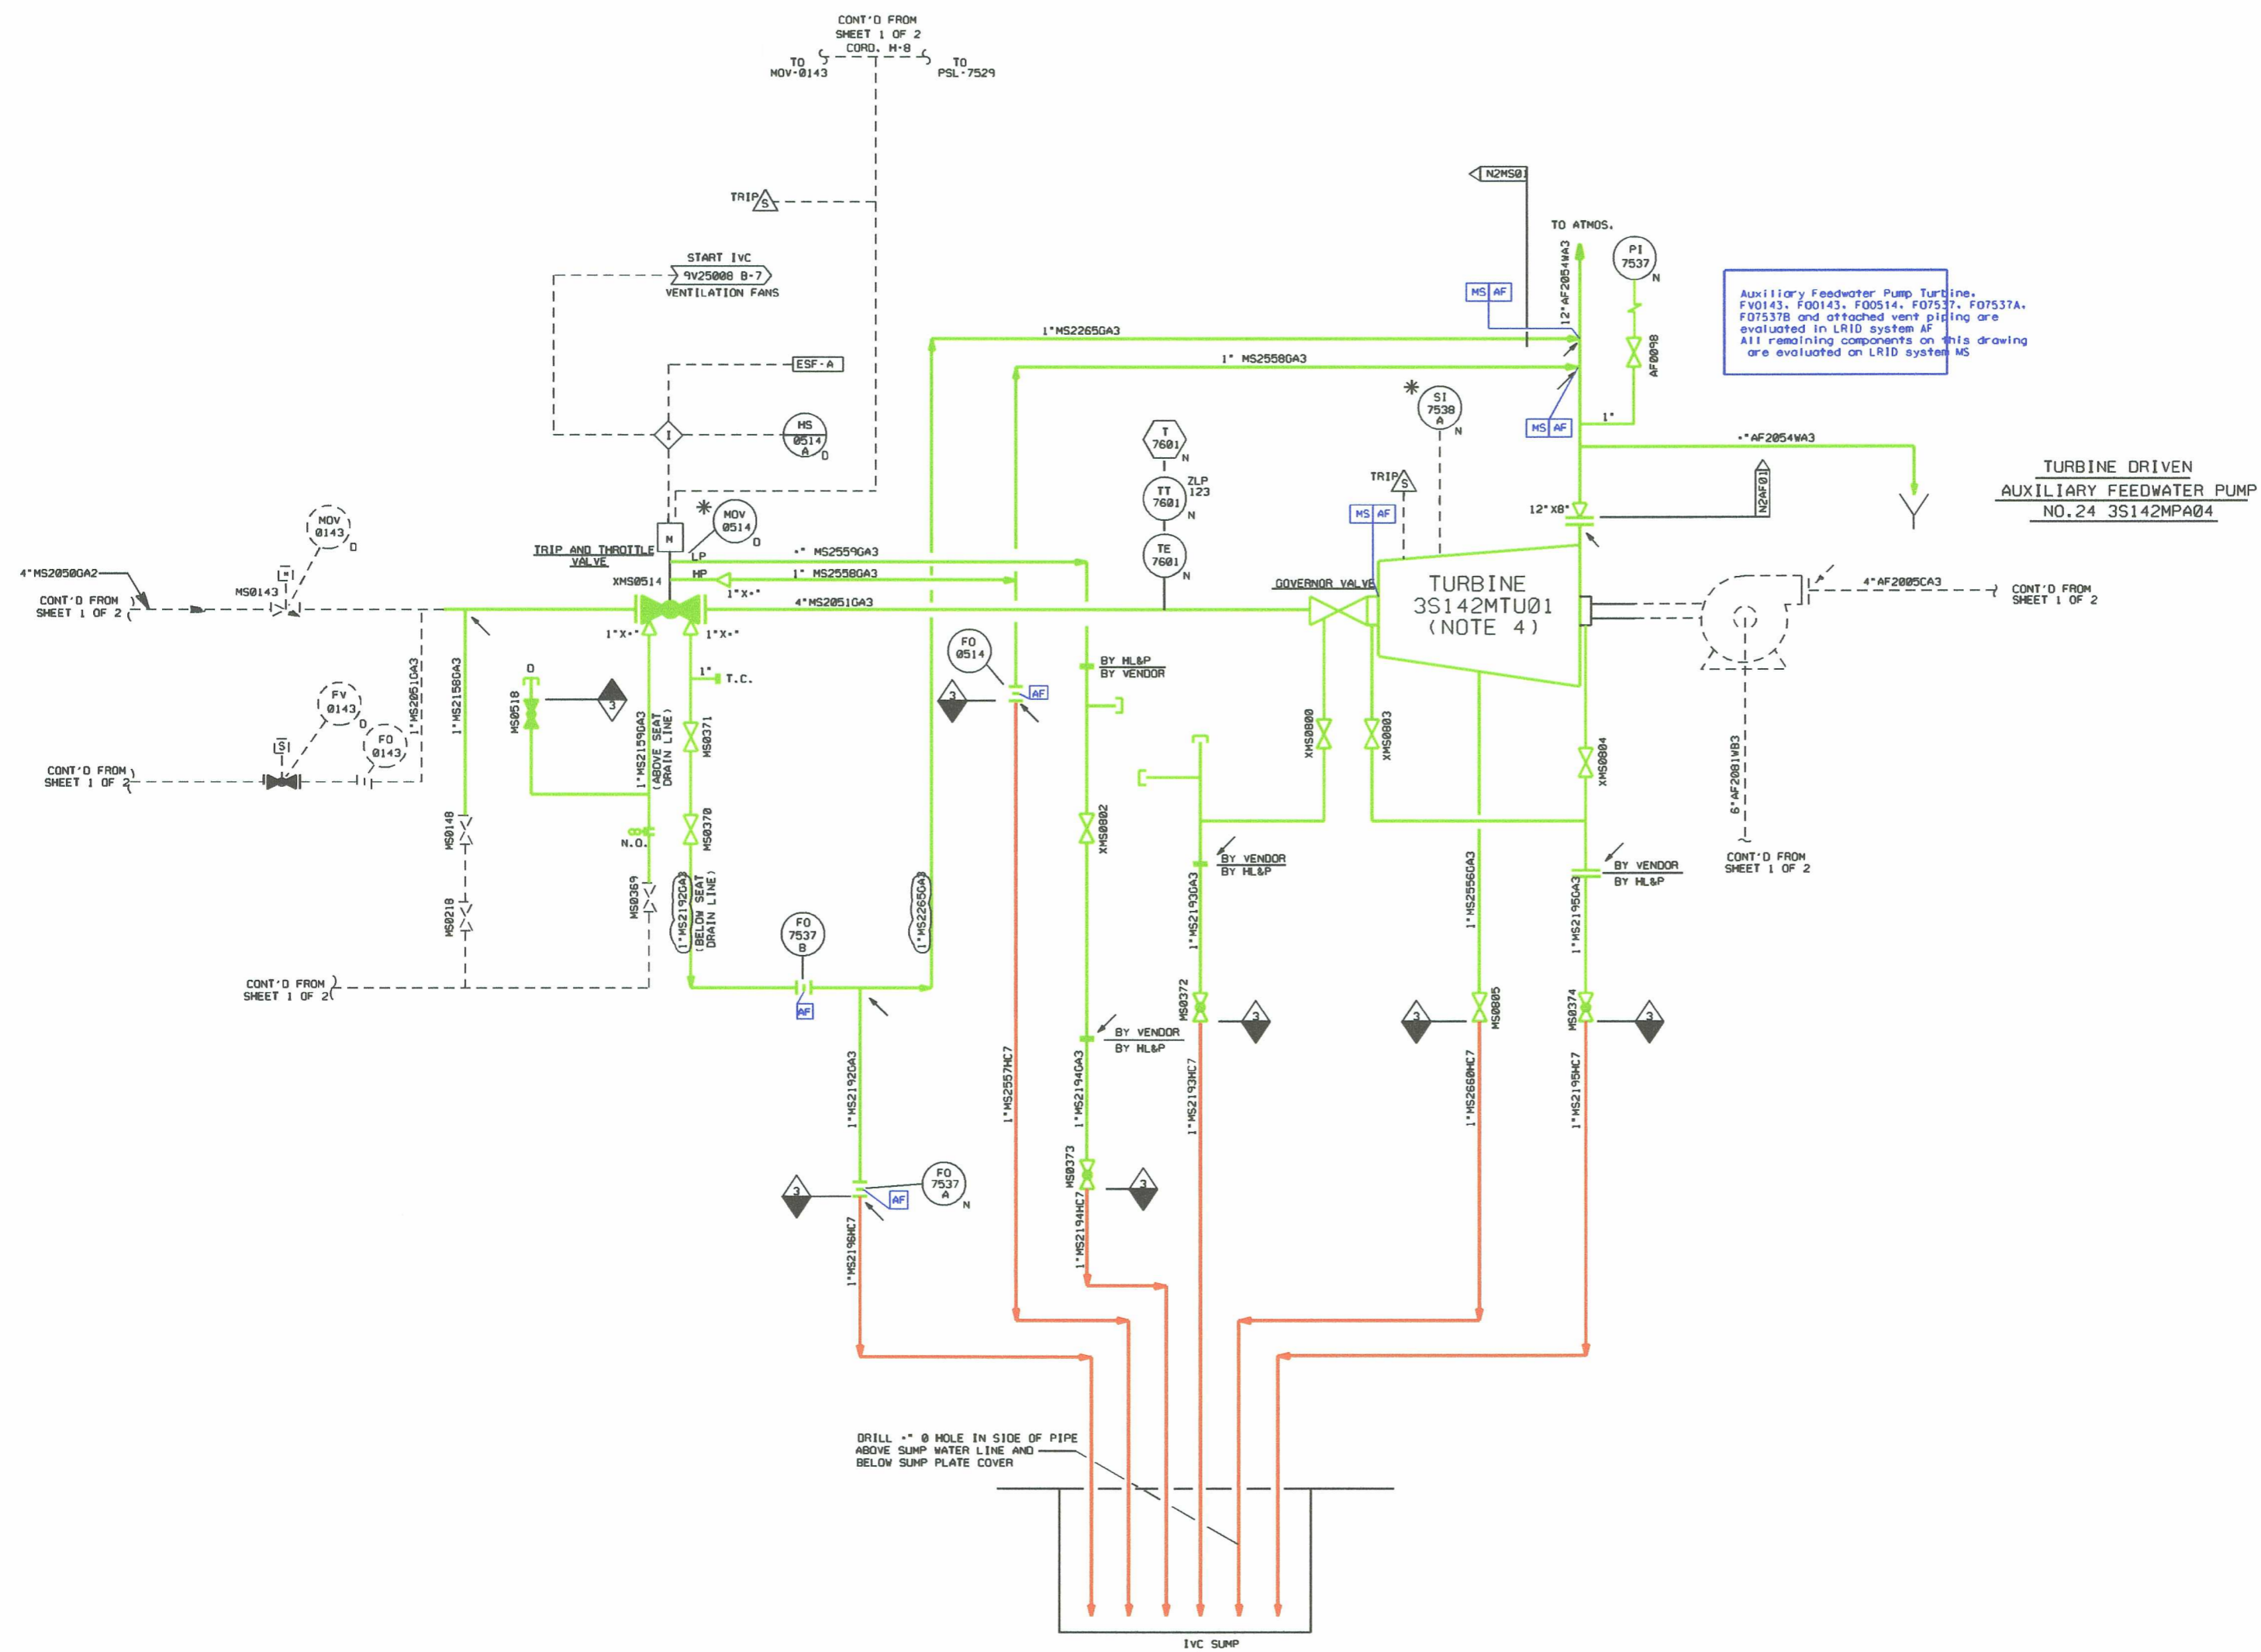 CONT'D FROM
SHEET 1 OF 2
CORD. H-8
TO
MOV-0143
TO
PSL-7529
TRIP
S
START IVC
9V25008 B-7
VENTILATION FANS
ESF-A
I
HS
0514
A
D
N2MS01
TO ATMOS.
12"AF2054WA3
PI
7537
N
AF0098
MS AF
1"MS2265GA3
1" MS2558GA3
MS AF
1"
Auxiliary Feedwater Pump Turbine.
FV0143. FO0143. FO0514. FO7537. FO7537A.
FO7537B and attached vent piping are
evaluated in LRID system AF
All remaining components on this drawing
are evaluated on LRID system MS
SI
7538
A
N
T
7601
N
TT
7601
N
ZLP
123
TE
7601
N
TRIP
S
MS AF
"AF2054WA3
N2AF01
12"X8"
TURBINE DRIVEN
AUXILIARY FEEDWATER PUMP
NO.24 3S142MPA04
MOV
0143
D
MOV
0514
D
M
TRIP AND THROTTLE
VALVE
XMS0514
LP
HP
" MS2559GA3
1" MS2558GA3
4"MS2050GA2
CONT'D FROM
SHEET 1 OF 2
MS0143
4"MS2051GA3
GOVERNOR VALVE
TURBINE
3S142MTU01
(NOTE 4)
4"AF2005CA3
CONT'D FROM
SHEET 1 OF 2
6"AF2081WB3
CONT'D FROM
SHEET 1 OF 2
FV
0143
D
FO
0143
S
CONT'D FROM
SHEET 1 OF 2
1"MS2051GA3
1"MS2158GA3
D
MS0518
3
1"MS2159GA3
(ABOVE SEAT
DRAIN LINE)
1"
T.C.
MS0371
MS0370
N.O.
MS0148
MS0218
MS0369
1"MS2192GA3
(BELOW SEAT
DRAIN LINE)
CONT'D FROM
SHEET 1 OF 2
FO
7537
B
AF
1"MS2265GA3
FO
0514
3
AF
BY HL&P
BY VENDOR
XMS0802
XMS0800
XMS0803
XMS0804
BY VENDOR
BY HL&P
BY VENDOR
BY HL&P
1"MS2193GA3
1"MS2556GA3
1"MS2195GA3
MS0372
3
3
MS0805
MS0374
3
BY VENDOR
BY HL&P
1"MS2192GA3
1"MS2557HC7
1"MS2194GA3
1"MS2193HC7
1"MS2660HC7
1"MS2195HC7
3
FO
7537
A
N
AF
MS0373
3
1"MS2196HC7
1"MS2194HC7
DRILL " 0 HOLE IN SIDE OF PIPE
ABOVE SUMP WATER LINE AND
BELOW SUMP PLATE COVER
IVC SUMP